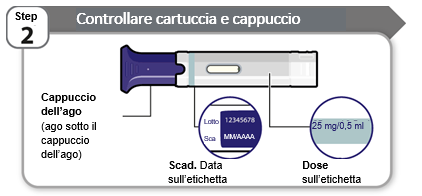 Step
2
Controllare cartuccia e cappuccio
Cappuccio
dell'ago
(ago sotto il
cappuccio
dell'ago)
Lotto 12345678
Sca MM/AAAA
Scad. Data
sull'etichetta
25 mg/0,5 ml
Dose
sull'etichetta